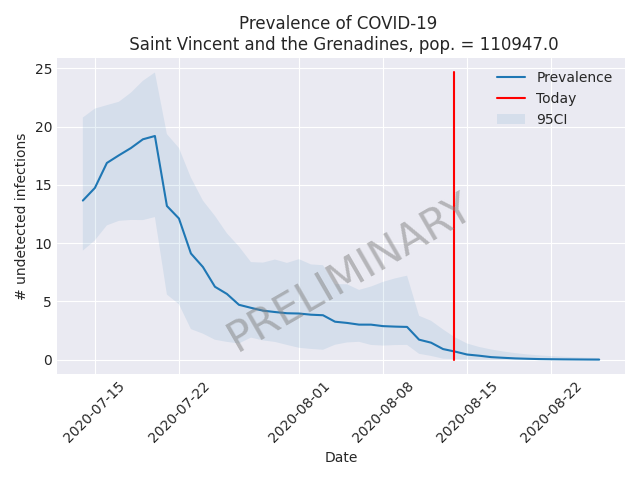 Prevalence of COVID-19
Saint Vincent and the Grenadines, pop. = 110947.0
25
20
15
10
5
0
# undetected infections
Prevalence
Today
95CI
PRELIMINARY
2020-07-15
2020-07-22
2020-08-01
2020-08-08
2020-08-15
2020-08-22
Date